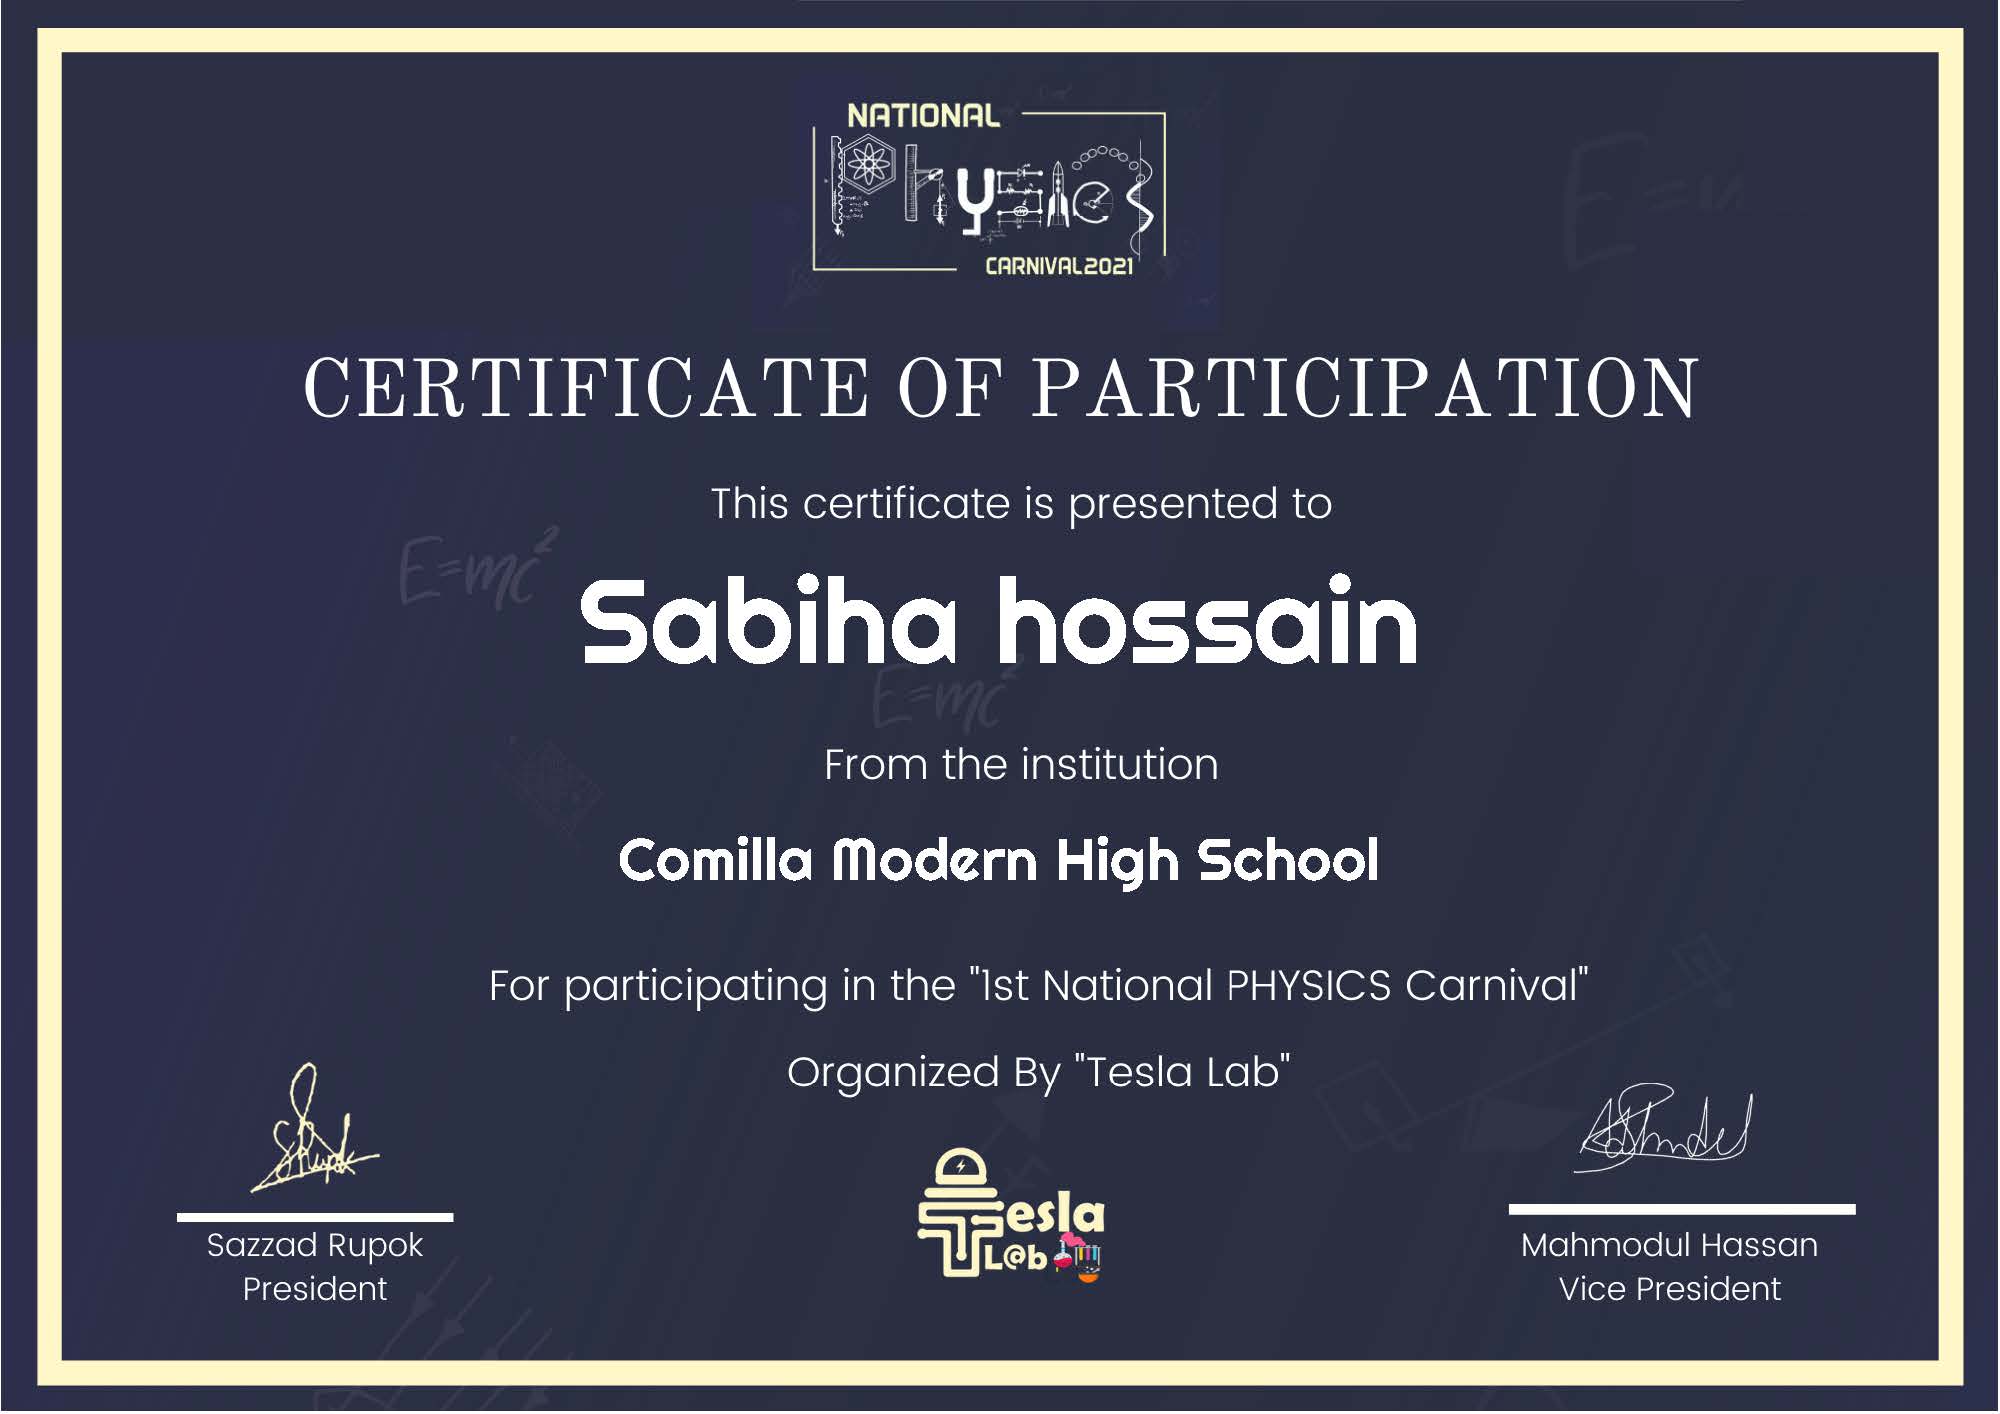 NATIONAL
Physics
CARNIVAL2021
CERTIFICATE OF PARTICIPATION
This certificate is presented to
E=mc²
Sabiha hossain
E=mc²
From the institution
Comilla Modern High School
For participating in the "1st National PHYSICS Carnival"
Organized By "Tesla Lab"
Tesla
L@b
Sazzad Rupok
President
Mahmodul Hassan
Vice President